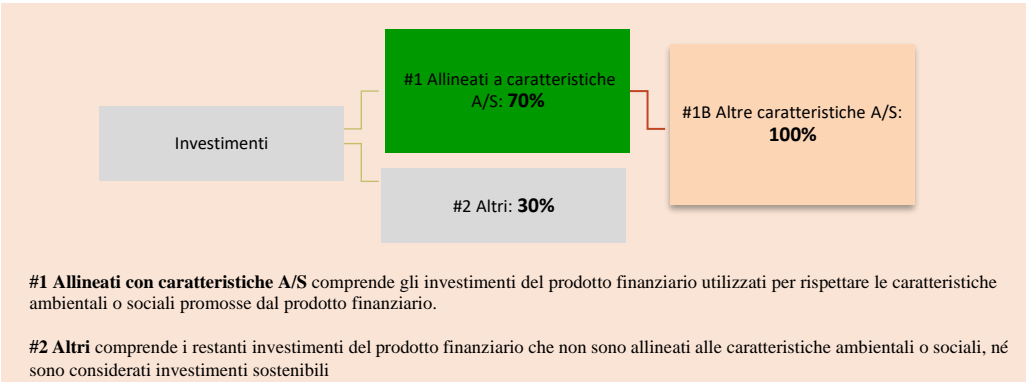 #1 Allineati a caratteristiche
A/S: 70%
#1B Altre caratteristiche A/S:
100%
Investimenti
#2 Altri: 30%
#1 Allineati con caratteristiche A/S comprende gli investimenti del prodotto finanziario utilizzati per rispettare le caratteristiche
ambientali o sociali promosse dal prodotto finanziario.
#2 Altri comprende i restanti investimenti del prodotto finanziario che non sono allineati alle caratteristiche ambientali o sociali, né
sono considerati investimenti sostenibili